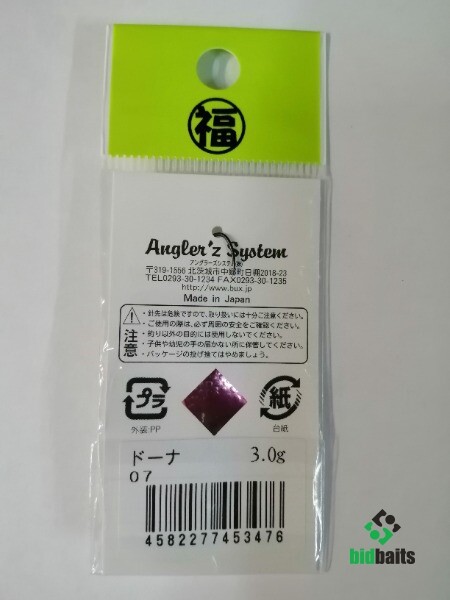 福
Angler'z System
アングラーズシステム(株)
〒319-1556 北茨城市中郷町日棚2018-23
TEL0293-30-1234 FAX0293-30-1235
http://www.bux.jp
Made in Japan
注意
・針先は危険ですので、取り扱いには十分ご注意ください。
・ご使用の際は、必ず周囲の安全をご確認ください。
・釣り以外の目的には使用しないでください。
・子供や幼児の手の届かない所に保管してください。
・パッケージの投げ捨てはやめましょう。
プラ
紙
外装:PP
台紙
ドーナ 3.0g
07
4582277453476
bidbaits